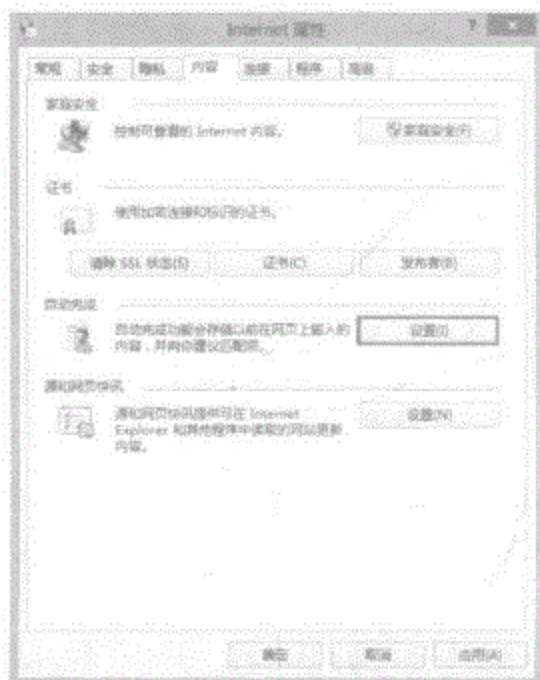 Internet 属性
?
常规 安全 隐私 内容 连接 程序 高级
家庭安全
控制可查看的 Internet 内容。
家庭安全(F)
证书
使用加密连接和标识的证书。
清除 SSL 状态(S) 证书(C) 发布者(B)
自动完成
自动完成功能会存储以前在网页上输入的
内容，并向你建议匹配项。
设置(I)
源和网页快讯
源和网页快讯提供可在 Internet
Explorer 和其他程序中读取的网站更新
内容。
设置(N)
确定 取消 应用(A)